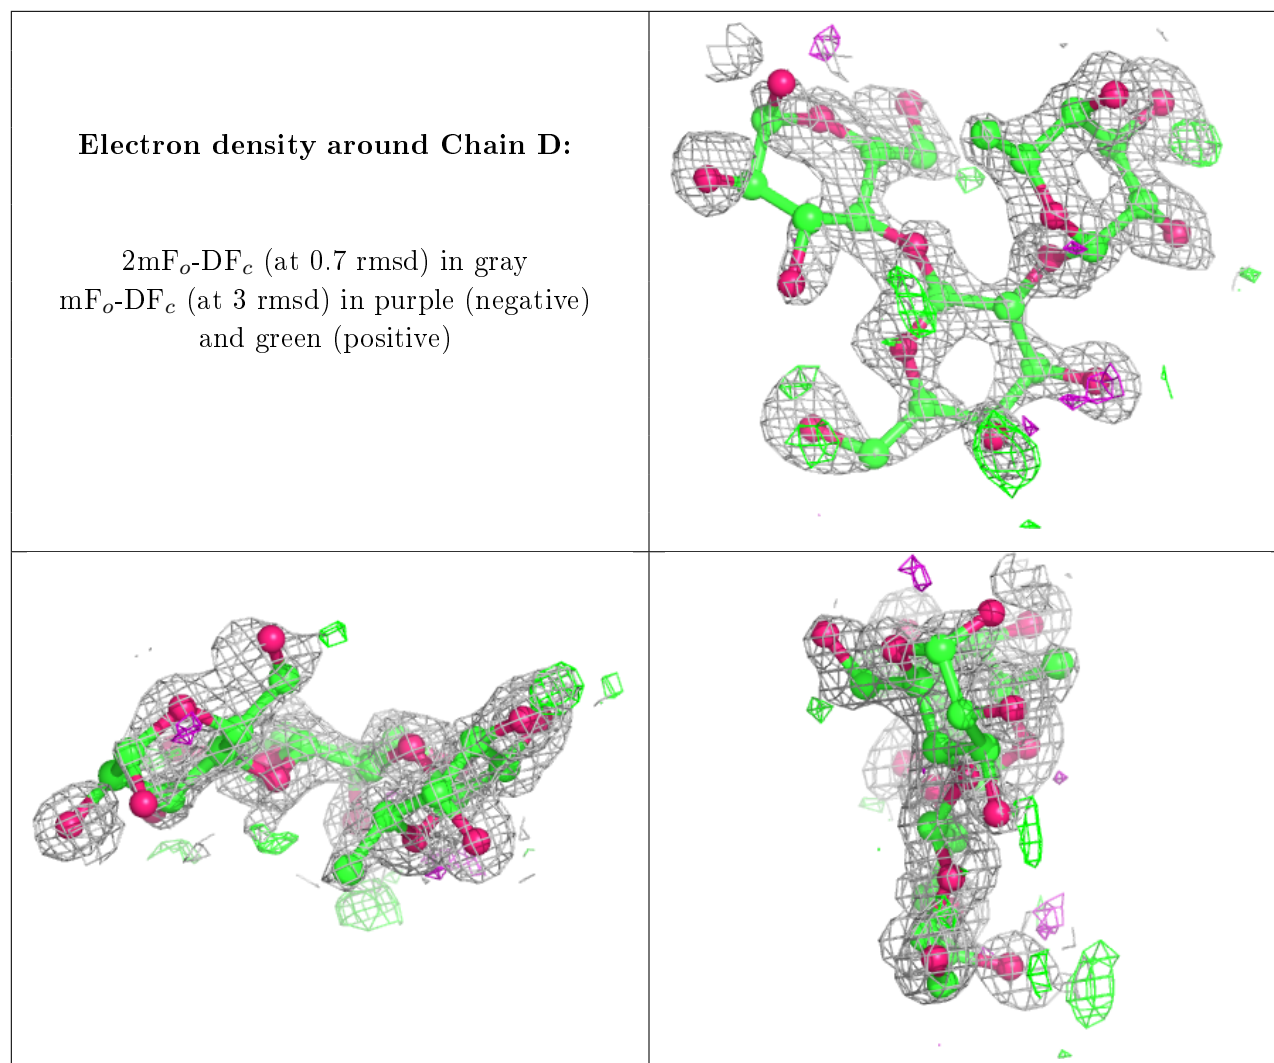 Electron density around Chain D:
2mFo-DFc (at 0.7 rmsd) in gray
mFo-DFc (at 3 rmsd) in purple (negative)
and green (positive)